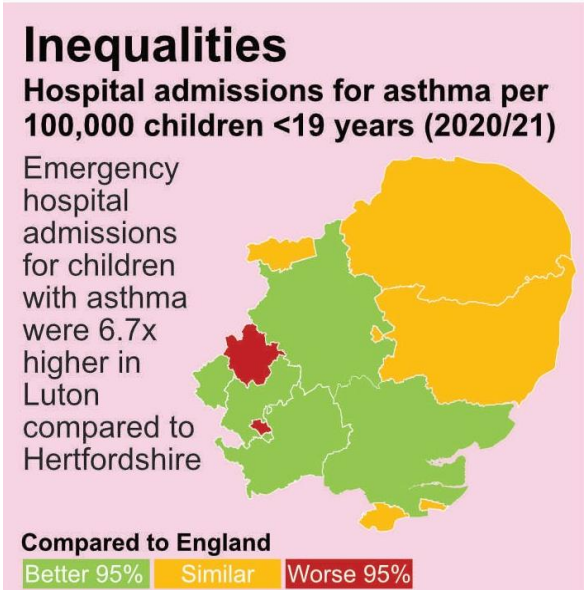 Inequalities
Hospital admissions for asthma per
100,000 children <19 years (2020/21)
Emergency
hospital
admissions
for children
with asthma
were 6.7x
higher in
Luton
compared to
Hertfordshire
Compared to England
Better 95% Similar Worse 95%